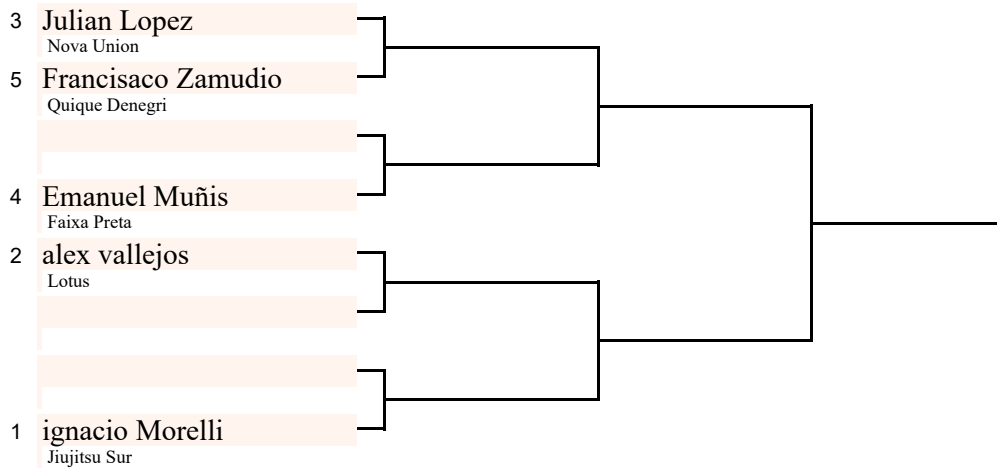 3 Julian Lopez
Nova Union
5 Francisaco Zamudio
Quique Denegri
4 Emanuel Muñis
Faixa Preta
2 alex vallejos
Lotus
1 ignacio Morelli
Jiujitsu Sur